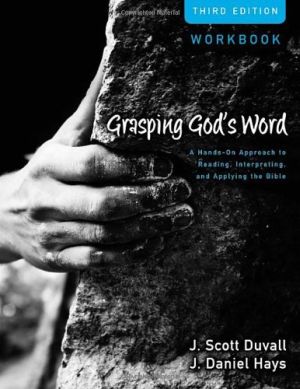 THIRD EDITION
WORKBOOK
Grasping God's Word
A Hands-On Approach to
Reading, Interpreting,
and Applying the Bible
J. Scott Duvall
J. Daniel Hays